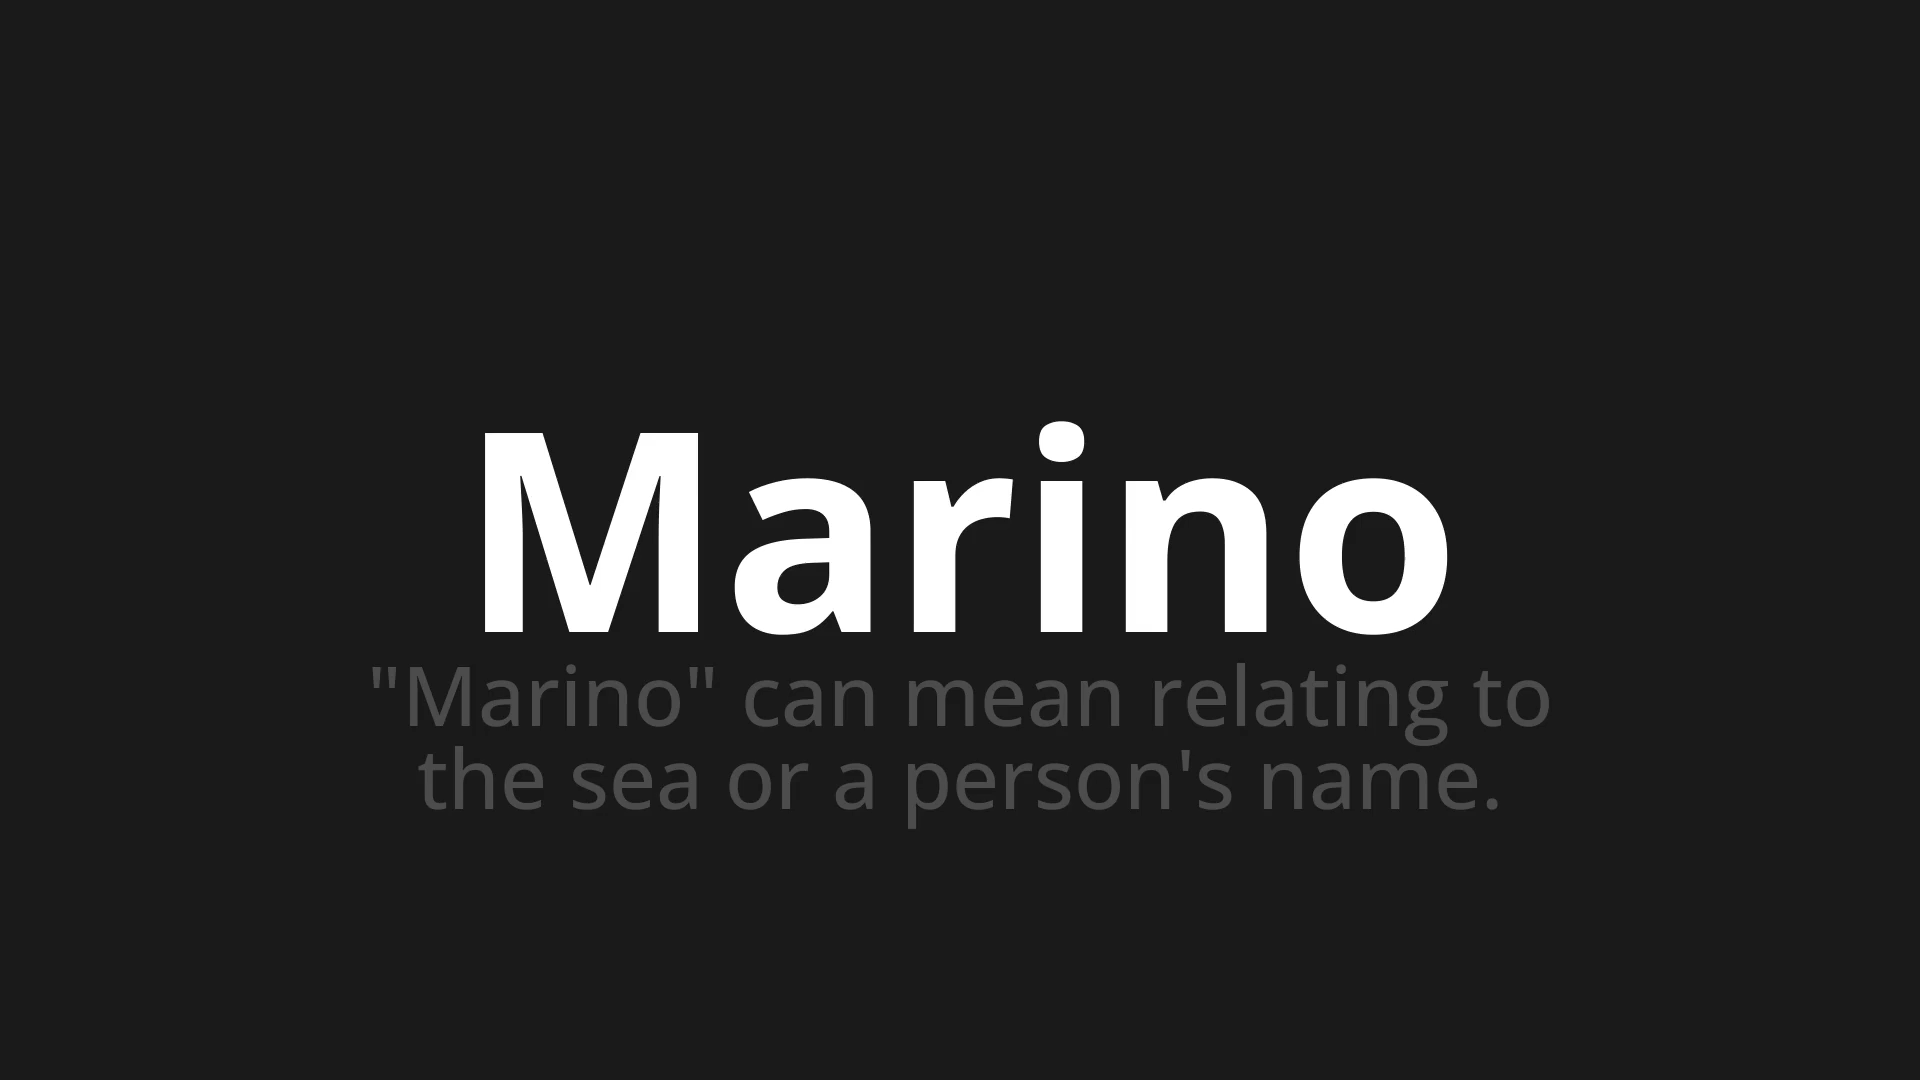 Marino
"Marino" can mean relating to
the sea or a person's name.